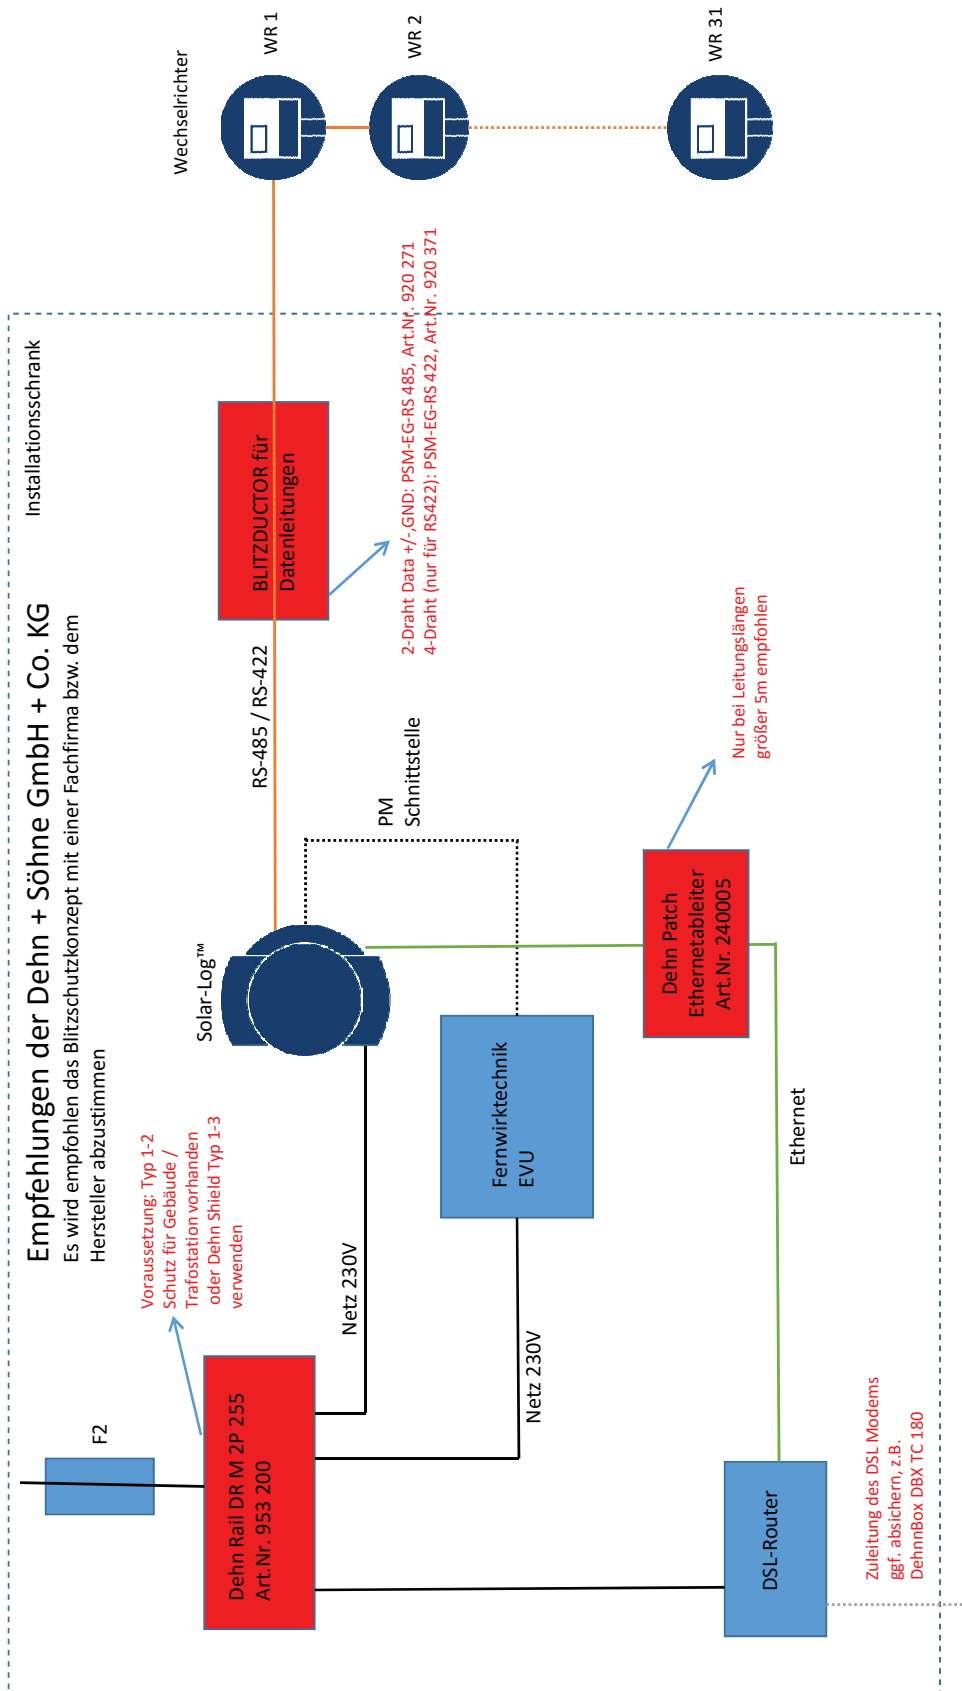 Empfehlungen der Dehn + Söhne GmbH + Co. KG
Es wird empfohlen das Blitzschutzkonzept mit einer Fachfirma bzw. dem
Hersteller abzustimmen
Installationsschrank
Wechselrichter
WR 1
WR 2
WR 31
F2
Voraussetzung: Typ 1-2
Schutz für Gebäude /
Trafostation vorhanden
oder Dehn Shield Typ 1-3
verwenden
Dehn Rail DR M 2P 255
Art.Nr. 953 200
Solar-Log™
RS-485 / RS-422
BLITZDUCTOR für
Datenleitungen
2-Draht Data +/-,GND: PSM-EG-RS 485, Art.Nr. 920 271
4-Draht (nur für RS422): PSM-EG-RS 422, Art.Nr. 920 371
Netz 230V
PM
Schnittstelle
Fernwirktechnik
EVU
Netz 230V
Dehn Patch
Ethernetableiter
Art.Nr. 240005
Nur bei Leitungslängen
größer 5m empfohlen
Ethernet
DSL-Router
Zuleitung des DSL Modems
ggf. absichern, z.B.
DehnnBox DBX TC 180